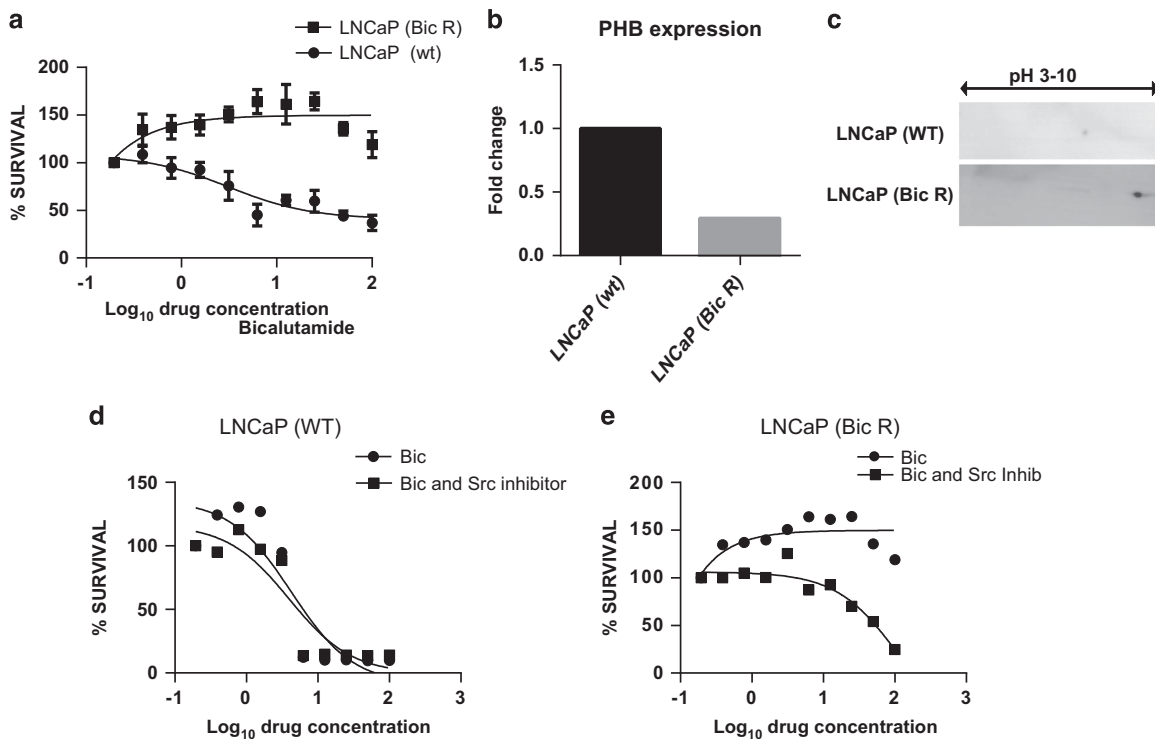 a
LNCaP (Bic R)
LNCaP (wt)
200
150
100
50
0
% SURVIVAL
-1
0
1
2
Log10 drug concentration
Bicalutamide
b
PHB expression
1.5
1.0
0.5
0.0
Fold change
LNCaP (wt)
LNCaP (Bic R)
c
pH 3-10
LNCaP (WT)
LNCaP (Bic R)
d
LNCaP (WT)
Bic
Bic and Src inhibitor
150
100
50
0
% SURVIVAL
-1
0
1
2
3
Log10 drug concentration
e
LNCaP (Bic R)
Bic
Bic and Src Inhib
200
150
100
50
0
% SURVIVAL
-1
0
1
2
3
Log10 drug concentration